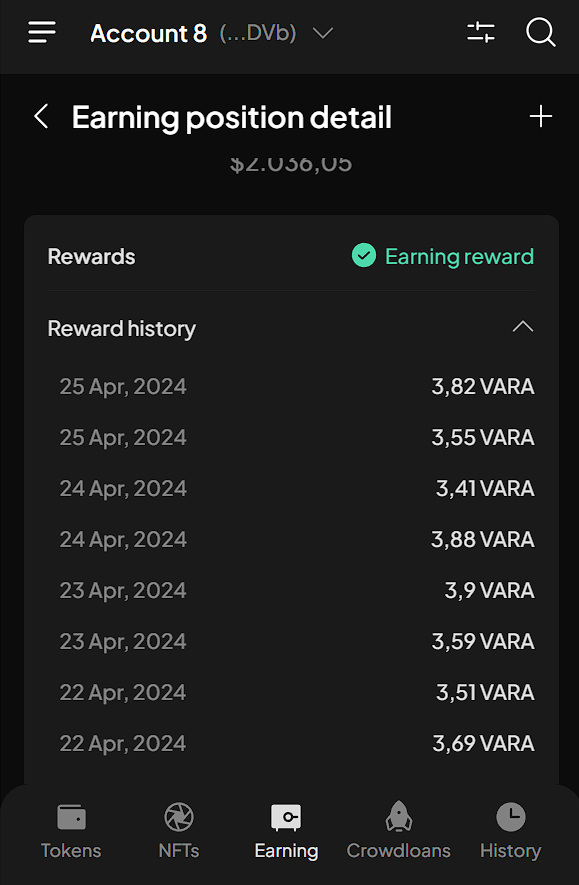 Account 8 (...DVb)
Earning position detail
$2.036,05
Rewards Earning reward
Reward history
25 Apr, 2024 3,82 VARA
25 Apr, 2024 3,55 VARA
24 Apr, 2024 3,41 VARA
24 Apr, 2024 3,88 VARA
23 Apr, 2024 3,9 VARA
23 Apr, 2024 3,59 VARA
22 Apr, 2024 3,51 VARA
22 Apr, 2024 3,69 VARA
Tokens NFTs Earning Crowdloans History